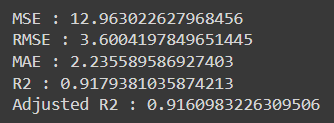 MSE : 12.963022627968456
RMSE : 3.6004197849651445
MAE : 2.235589586927403
R2 : 0.9179381035874213
Adjusted R2 : 0.9160983226309506